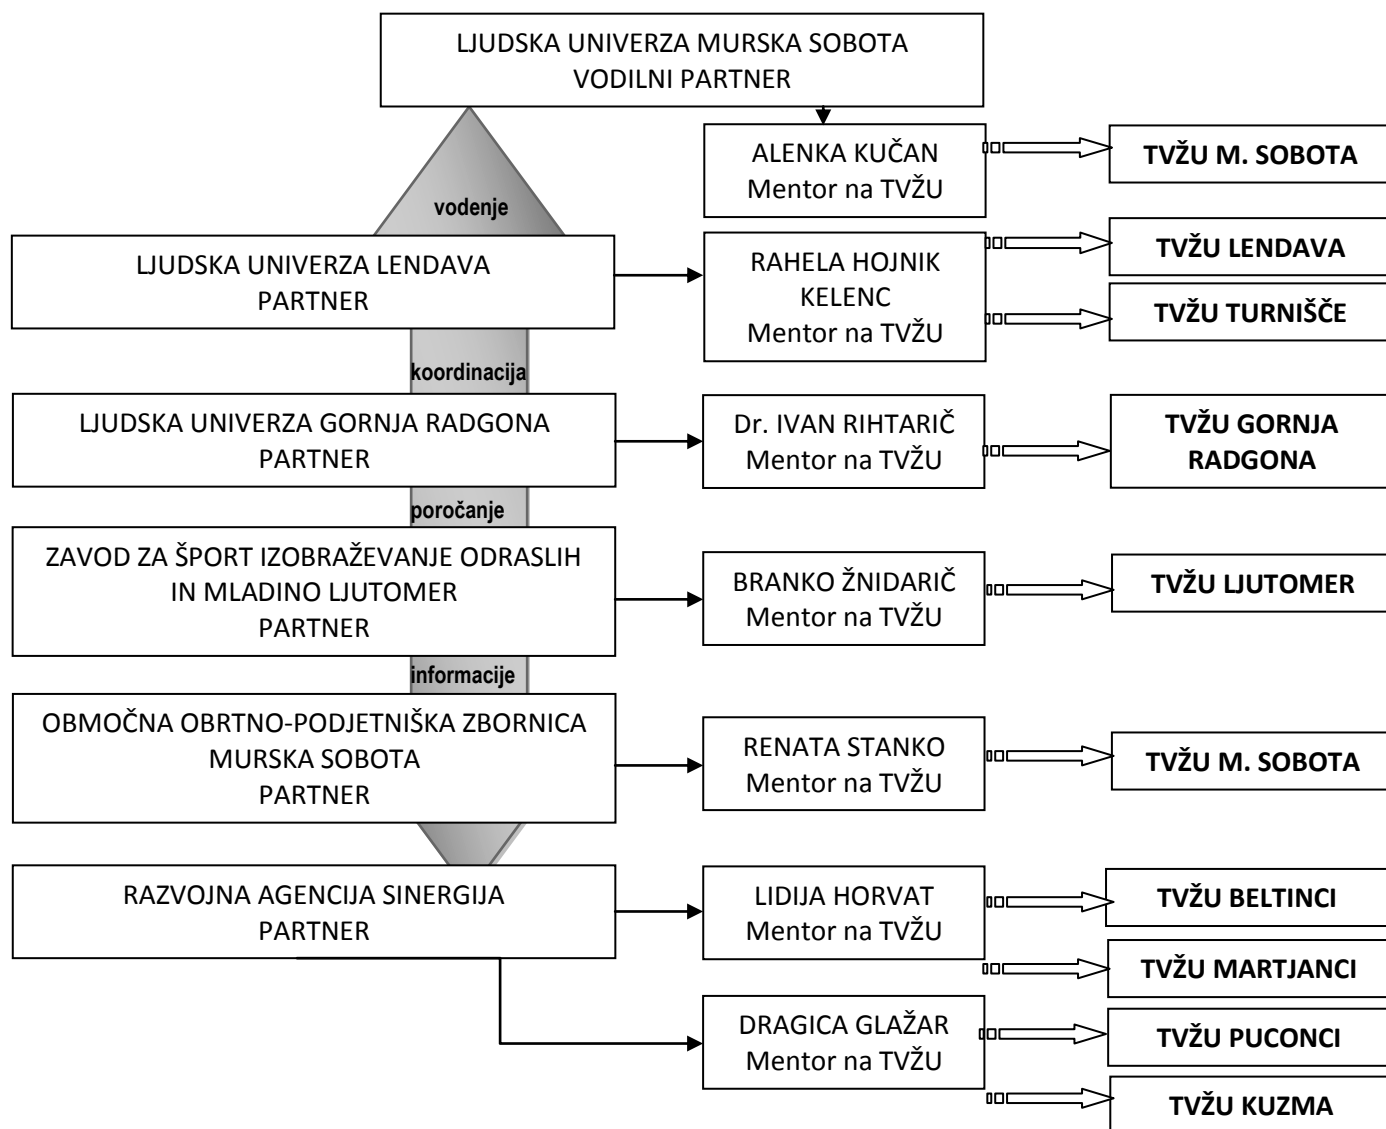 LJUDSKA UNIVERZA MURSKA SOBOTA
VODILNI PARTNER
ALENKA KUČAN
Mentor na TVŽU
TVŽU M. SOBOTA
vodenje
LJUDSKA UNIVERZA LENDAVA
PARTNER
RAHELA HOJNIK
KELENC
Mentor na TVŽU
TVŽU LENDAVA
TVŽU TURNIŠČE
koordinacija
LJUDSKA UNIVERZA GORNJA RADGONA
PARTNER
Dr. IVAN RIHTARIČ
Mentor na TVŽU
TVŽU GORNJA
RADGONA
poročanje
ZAVOD ZA ŠPORT IZOBRAŽEVANJE ODRASLIH
IN MLADINO LJUTOMER
PARTNER
BRANKO ŽNIDARIČ
Mentor na TVŽU
TVŽU LJUTOMER
informacije
OBMOČNA OBRTNO-PODJETNIŠKA ZBORNICA
MURSKA SOBOTA
PARTNER
RENATA STANKO
Mentor na TVŽU
TVŽU M. SOBOTA
RAZVOJNA AGENCIJA SINERGIJA
PARTNER
LIDIJA HORVAT
Mentor na TVŽU
TVŽU BELTINCI
TVŽU MARTJANCI
DRAGICA GLAŽAR
Mentor na TVŽU
TVŽU PUCONCI
TVŽU KUZMA